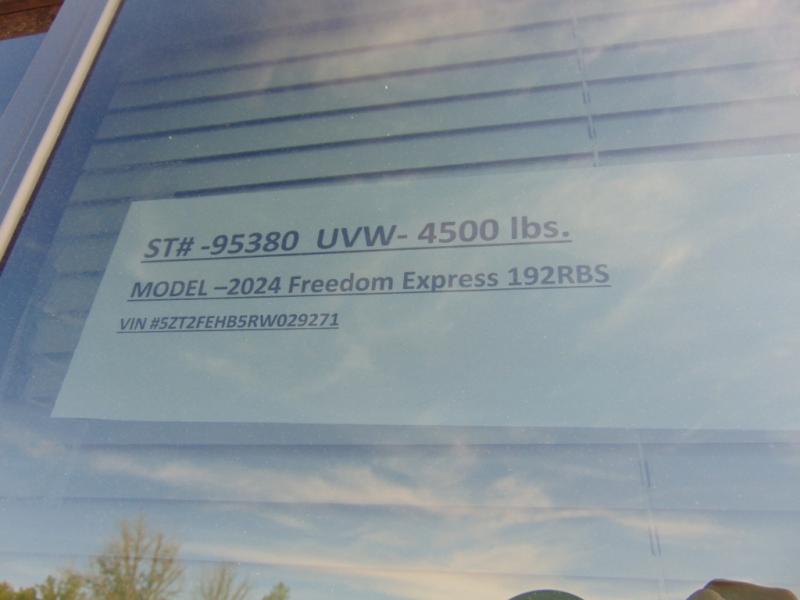 ST# -95380 UVW- 4500 lbs.
MODEL –2024 Freedom Express 192RBS
VIN #5ZT2FEHB5RW029271